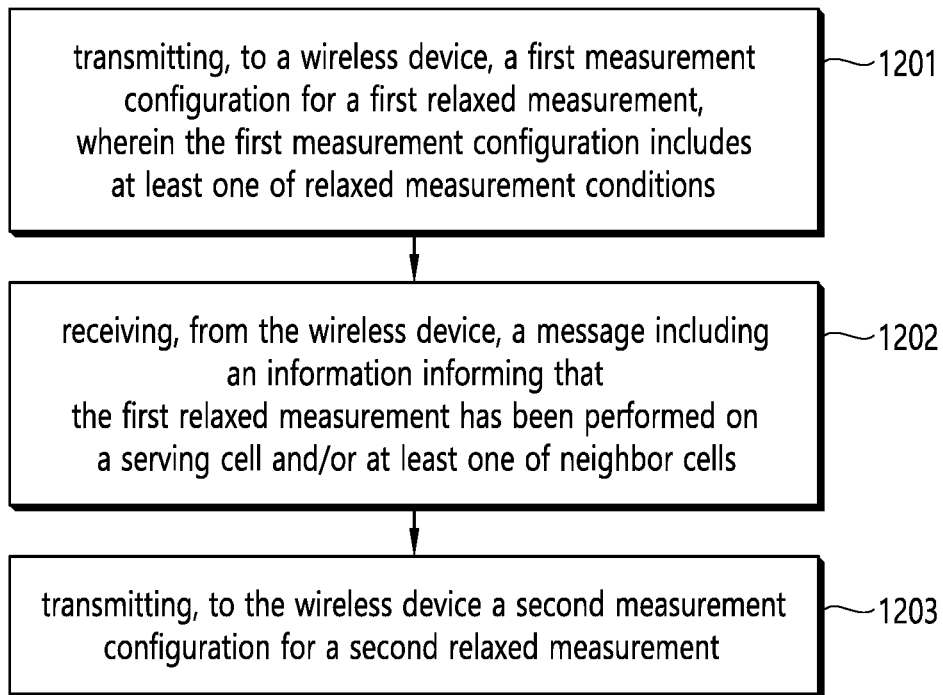 transmitting, to a wireless device, a first measurement
configuration for a first relaxed measurement,
wherein the first measurement configuration includes
at least one of relaxed measurement conditions
1201
receiving, from the wireless device, a message including
an information informing that
the first relaxed measurement has been performed on
a serving cell and/or at least one of neighbor cells
1202
transmitting, to the wireless device a second measurement
configuration for a second relaxed measurement
1203